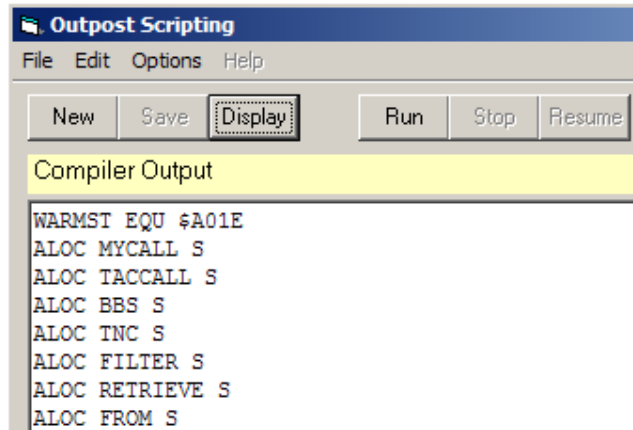 Outpost Scripting
File Edit Options Help
New Save Display Run Stop Resume
Compiler Output
WARMST EQU $A01E
ALOC MYCALL S
ALOC TACCALL S
ALOC BBS S
ALOC TNC S
ALOC FILTER S
ALOC RETRIEVE S
ALOC FROM S